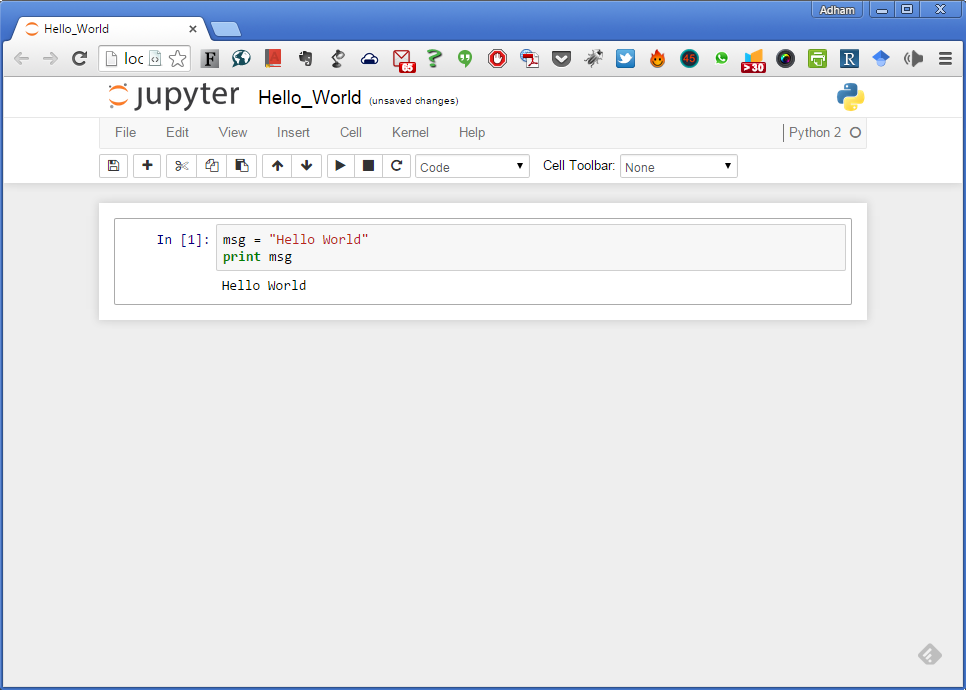 Adham
Hello_World
loc
F
65
45
>30
R
jupyter Hello_World (unsaved changes)
File Edit View Insert Cell Kernel Help Python 2
Code Cell Toolbar: None
In [1]: msg = "Hello World"
print msg
Hello World